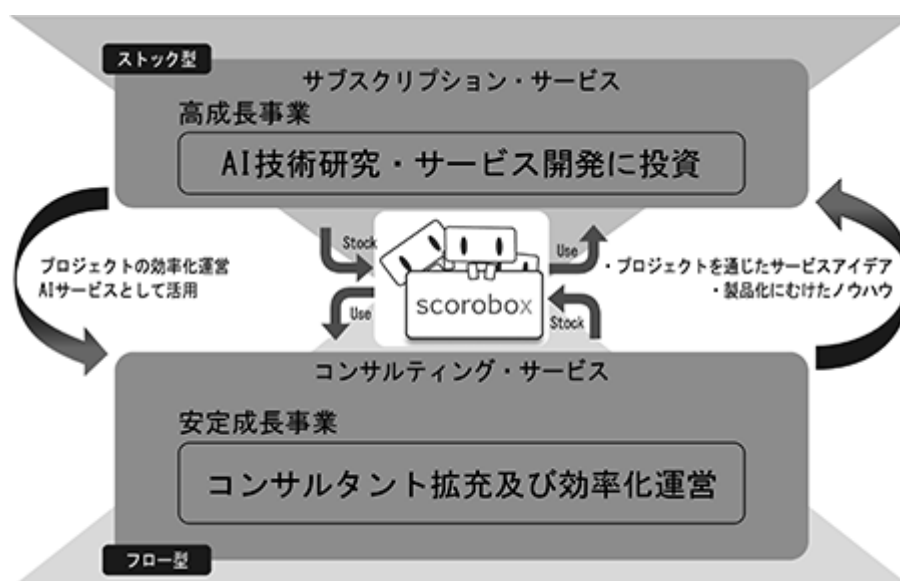 ストック型
サブスクリプション・サービス
高成長事業
AI技術研究・サービス開発に投資
Stock
Use
プロジェクトの効率化運営
AIサービスとして活用
scorobox
・プロジェクトを通じたサービスアイデア
・製品化にむけたノウハウ
Use
Stock
コンサルティング・サービス
安定成長事業
コンサルタント拡充及び効率化運営
フロー型